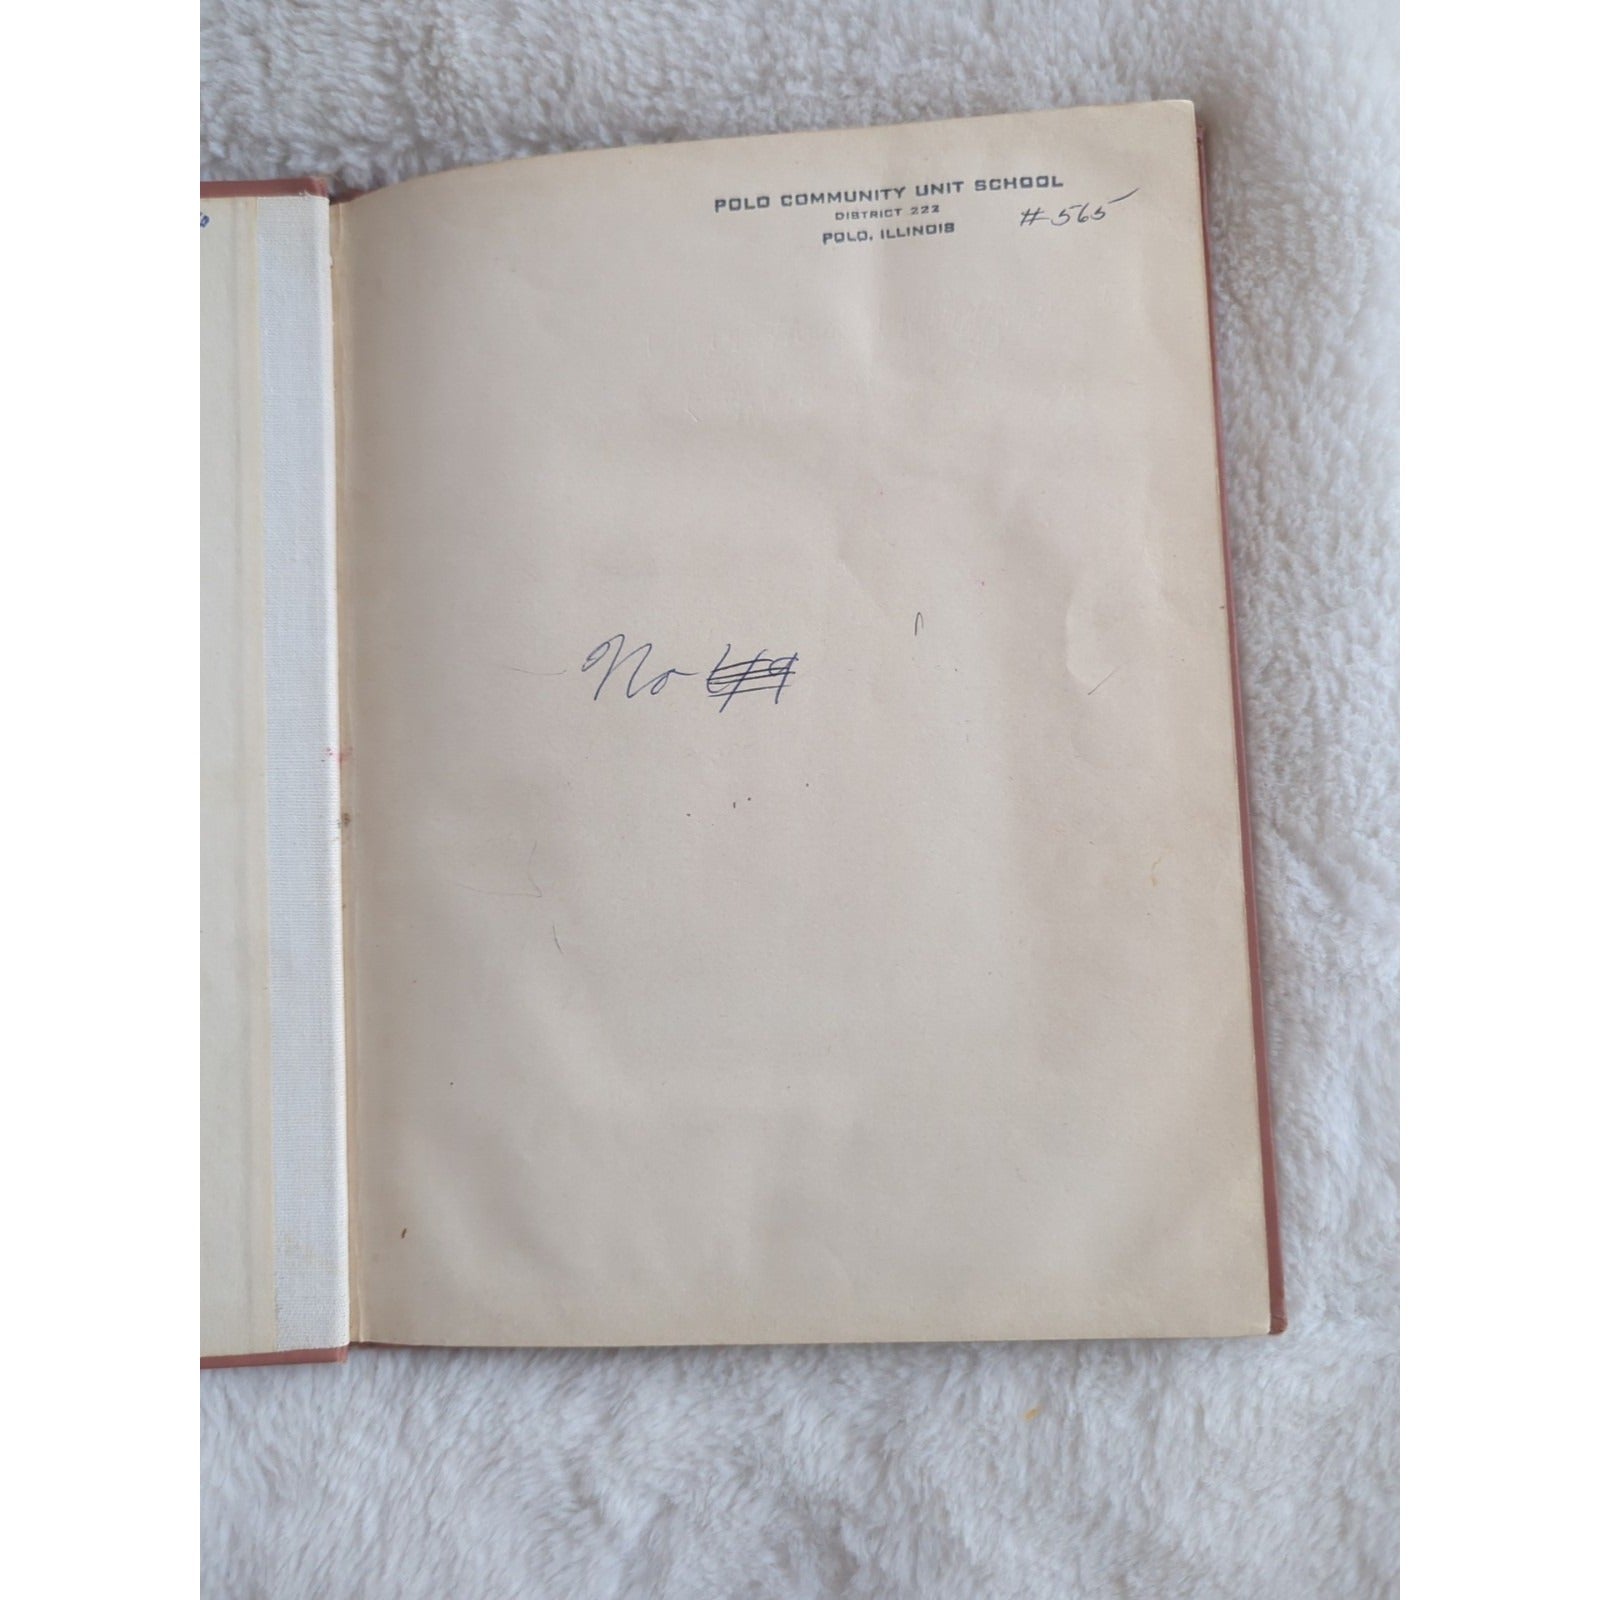 POLO COMMUNITY UNIT SCHOOL
DISTRICT 222
POLO, ILLINOIS
#565
No